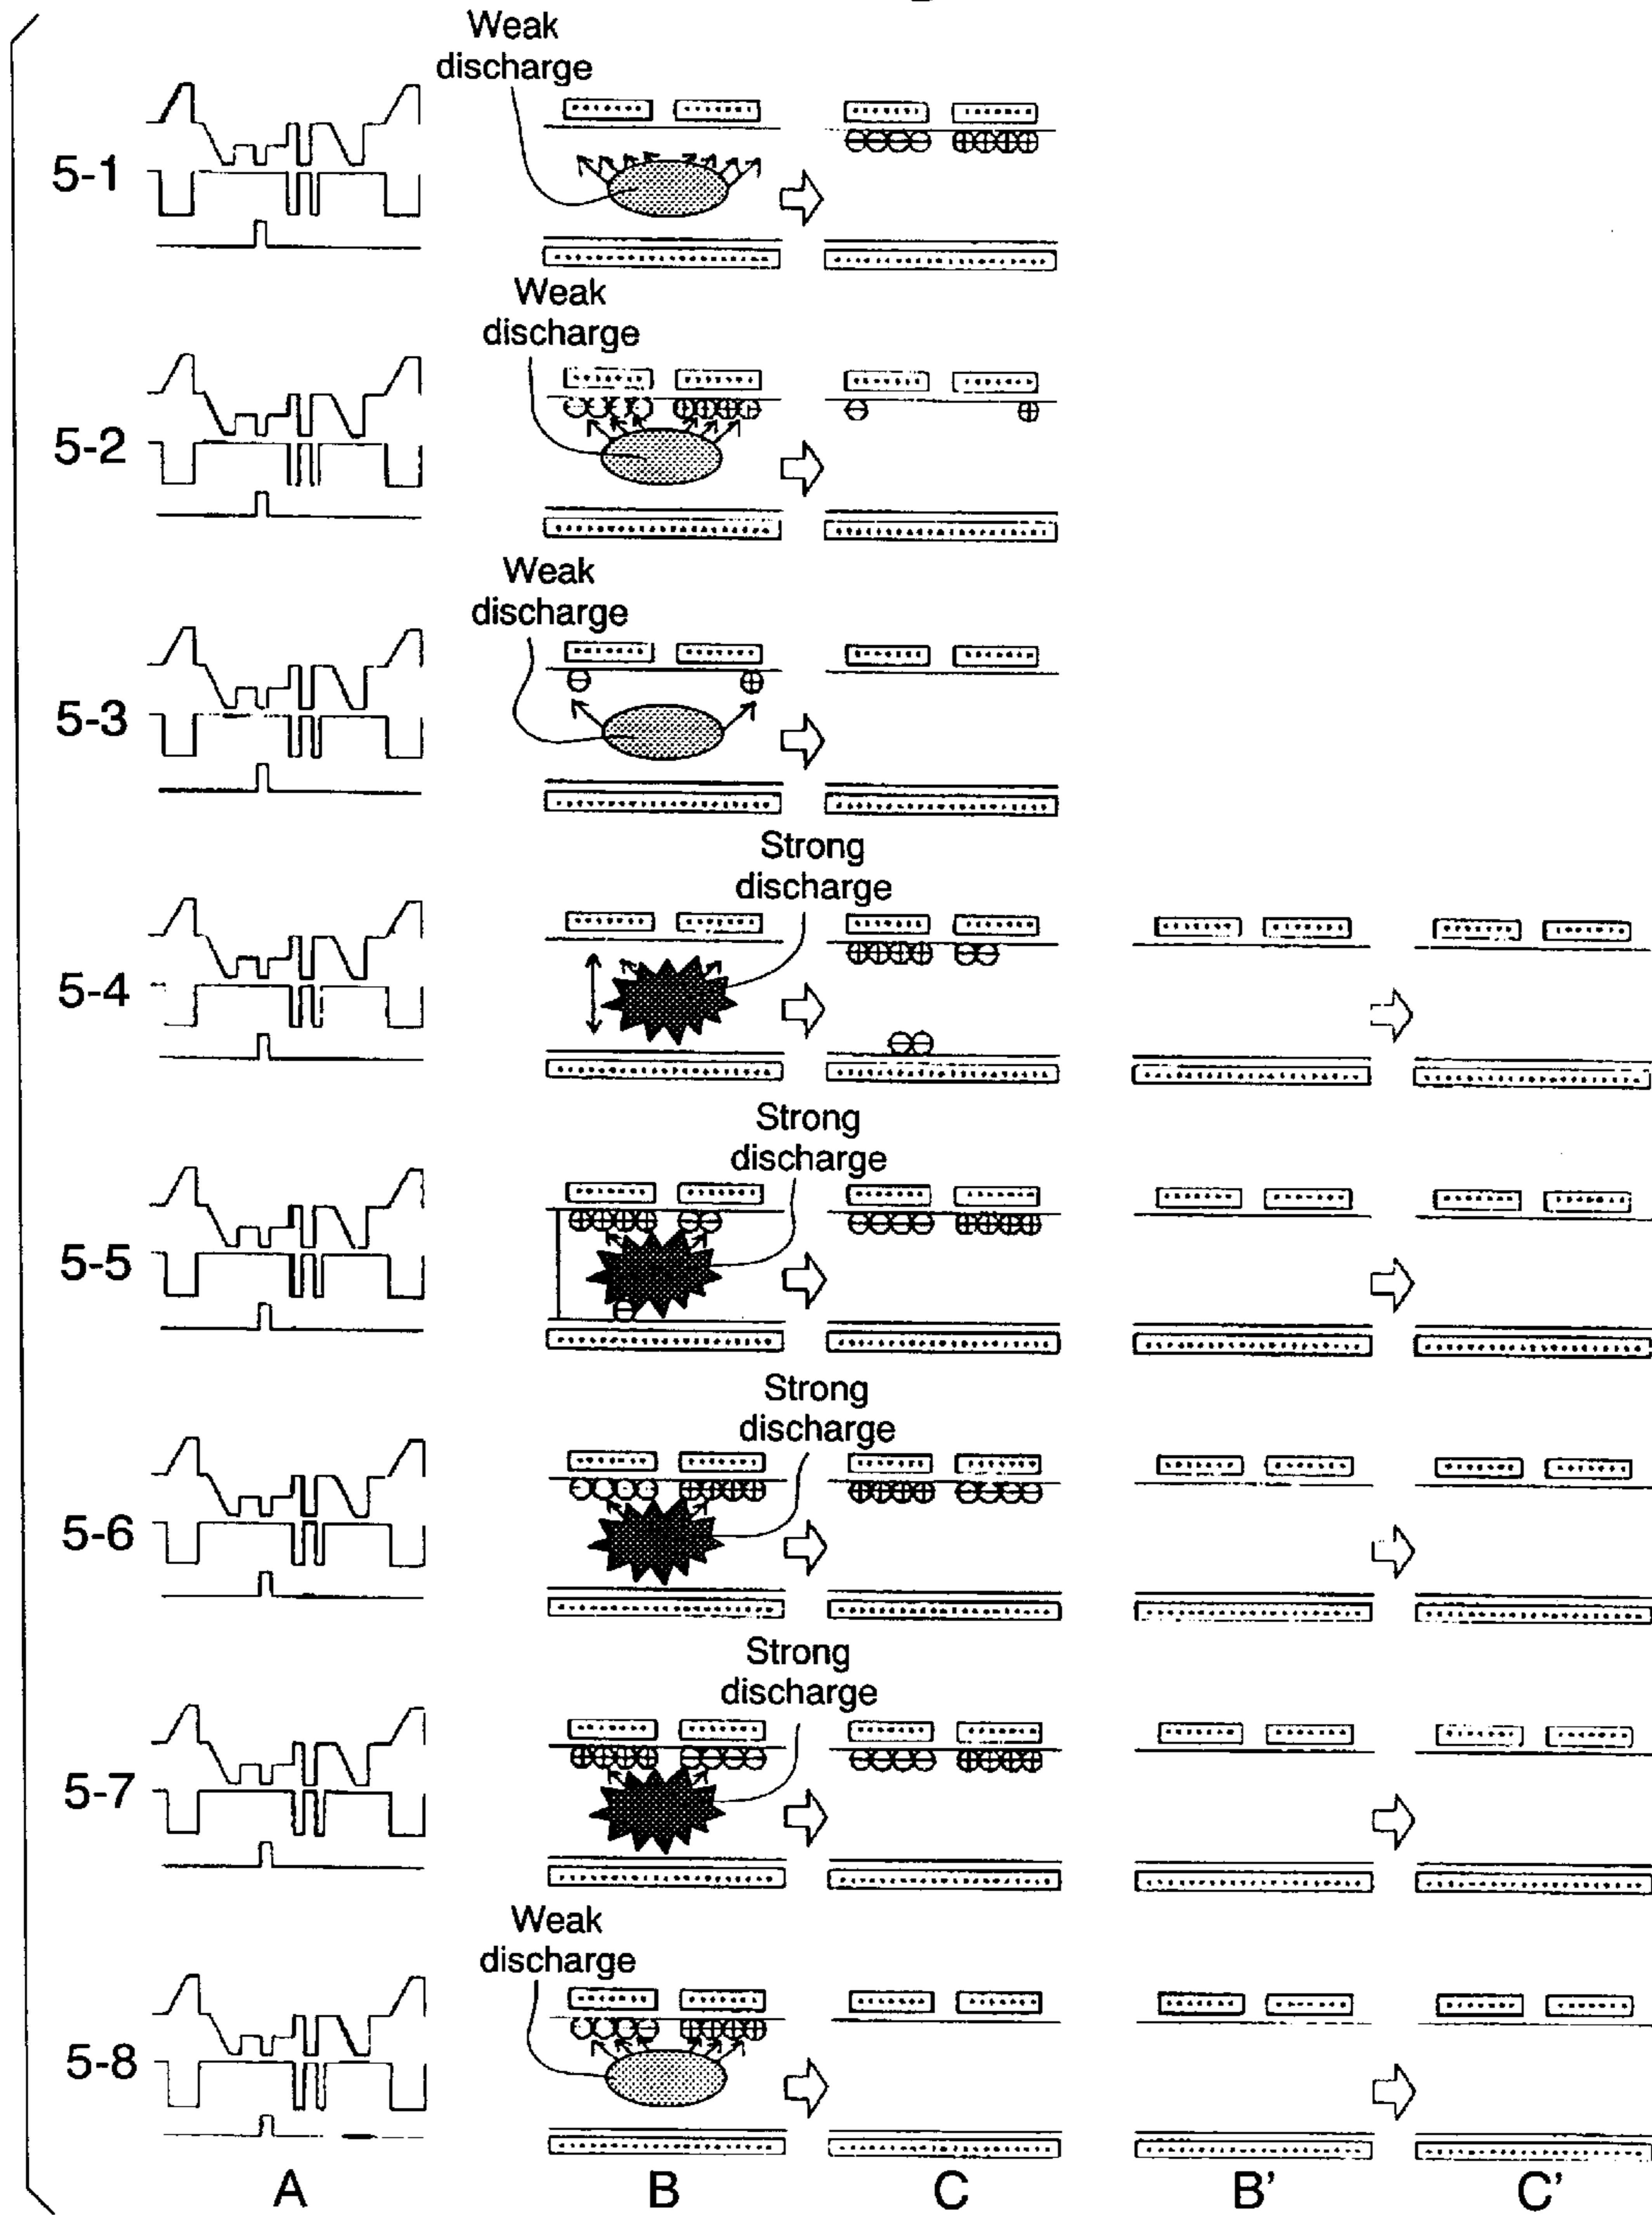 Weak
discharge
5-1
Weak
discharge
5-2
Weak
discharge
5-3
Strong
discharge
5-4
Strong
discharge
5-5
Strong
discharge
5-6
Strong
discharge
5-7
Weak
discharge
5-8
A B C B' C'